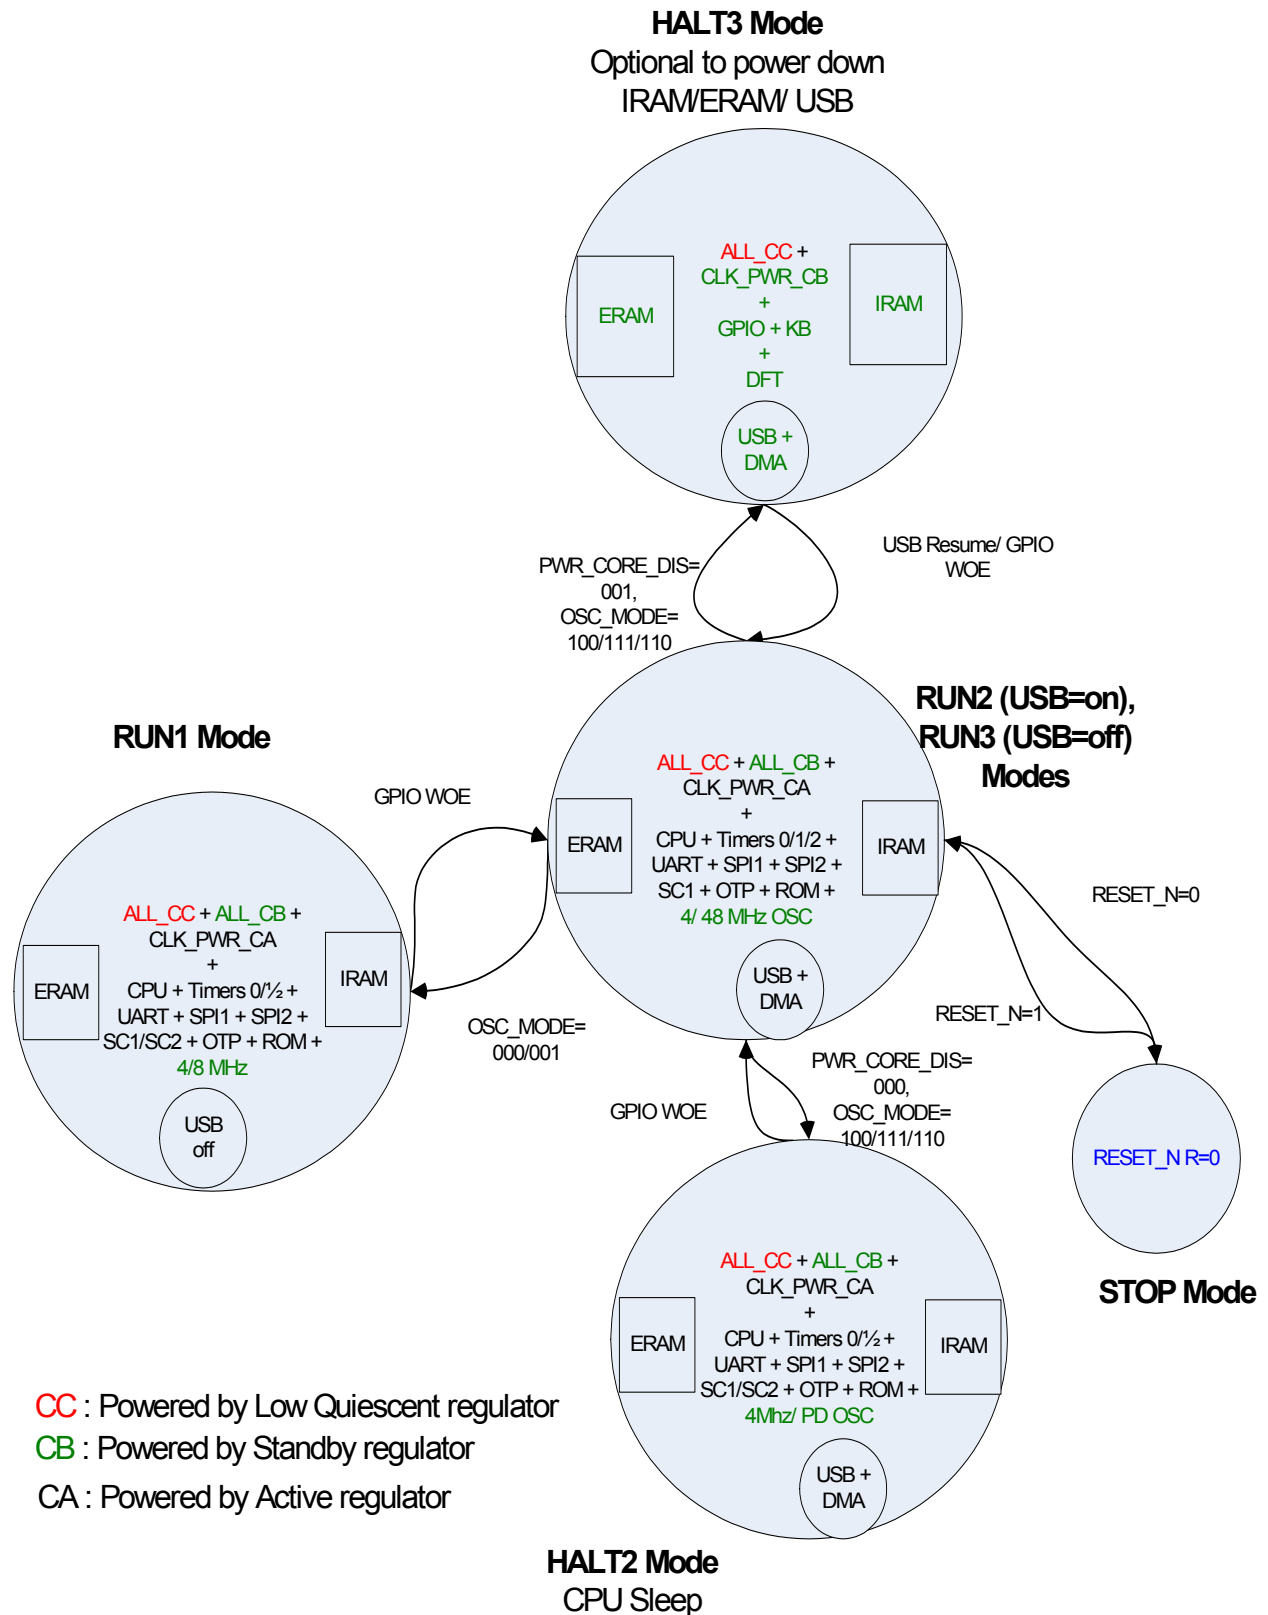 HALT3 Mode
Optional to power down
IRAM/ERAM/ USB
ALL_CC +
CLK_PWR_CB
+
GPIO + KB
+
DFT
ERAM
IRAM
USB +
DMA
PWR_CORE_DIS=
001,
OSC_MODE=
100/111/110
USB Resume/ GPIO
WOE
RUN2 (USB=on),
RUN3 (USB=off)
Modes
ALL_CC + ALL_CB +
CLK_PWR_CA
+
CPU + Timers 0/1/2 +
UART + SPI1 + SPI2 +
SC1 + OTP + ROM +
4/ 48 MHz OSC
ERAM
IRAM
USB +
DMA
RUN1 Mode
GPIO WOE
ALL_CC + ALL_CB +
CLK_PWR_CA
+
CPU + Timers 0/½ +
UART + SPI1 + SPI2 +
SC1/SC2 + OTP + ROM +
4/8 MHz
ERAM
IRAM
USB
off
OSC_MODE=
000/001
RESET_N=0
RESET_N=1
RESET_N R=0
STOP Mode
GPIO WOE
PWR_CORE_DIS=
000,
OSC_MODE=
100/111/110
ALL_CC + ALL_CB +
CLK_PWR_CA
+
CPU + Timers 0/½ +
UART + SPI1 + SPI2 +
SC1/SC2 + OTP + ROM +
4Mhz/ PD OSC
ERAM
IRAM
USB +
DMA
HALT2 Mode
CPU Sleep
CC : Powered by Low Quiescent regulator
CB : Powered by Standby regulator
CA : Powered by Active regulator